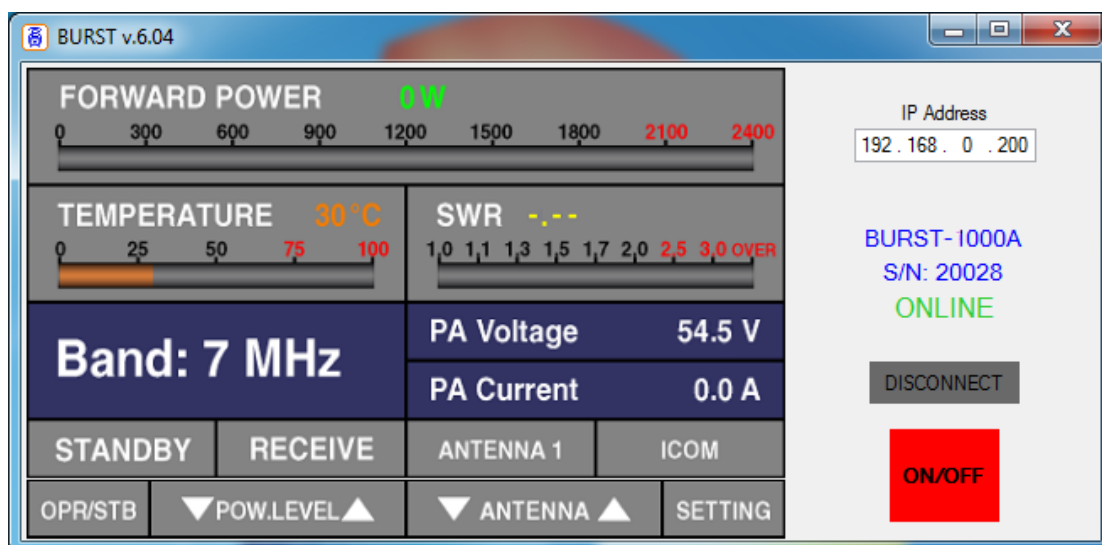 BURST v.6.04
FORWARD POWER 0 W
0 300 600 900 1200 1500 1800 2100 2400
TEMPERATURE 30°C
0 25 50 75 100
SWR -.--
1,0 1,1 1,3 1,5 1,7 2,0 2,5 3,0 OVER
Band: 7 MHz
PA Voltage 54.5 V
PA Current 0.0 A
STANDBY RECEIVE ANTENNA 1 ICOM
OPR/STB ▼POW.LEVEL▲ ▼ ANTENNA ▲ SETTING
IP Address
192 . 168 . 0 . 200
BURST-1000A
S/N: 20028
ONLINE
DISCONNECT
ON/OFF